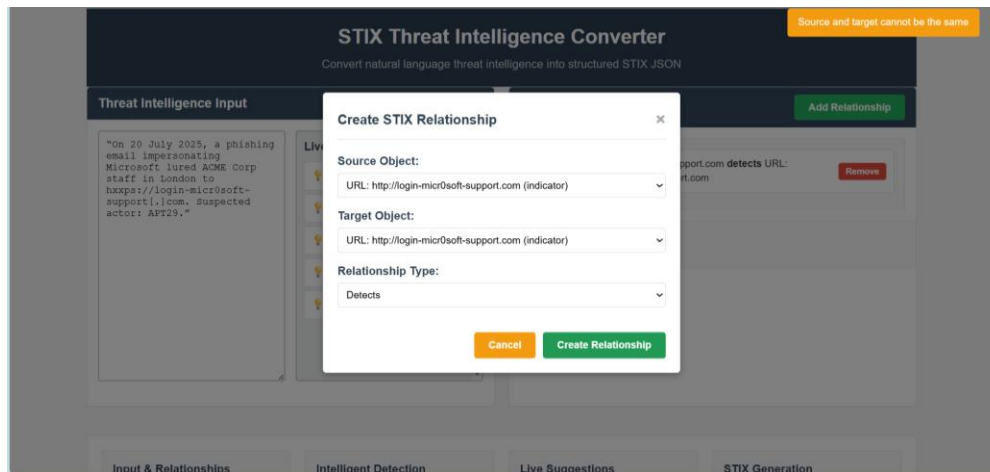 Source and target cannot be the same
STIX Threat Intelligence Converter
Convert natural language threat intelligence into structured STIX JSON
Threat Intelligence Input
Add Relationship
"On 20 July 2025, a phishing
email impersonating
Microsoft lured ACME Corp
staff in London to
hxxps://login-micr0soft-
support[.]com. Suspected
actor: APT29."
Live
pport.com detects URL:
rt.com
Remove
Create STIX Relationship
×
Source Object:
URL: http://login-micr0soft-support.com (indicator)
Target Object:
URL: http://login-micr0soft-support.com (indicator)
Relationship Type:
Detects
Cancel
Create Relationship
Input & Relationships
Intelligent Detection
Live Suggestions
STIX Generation